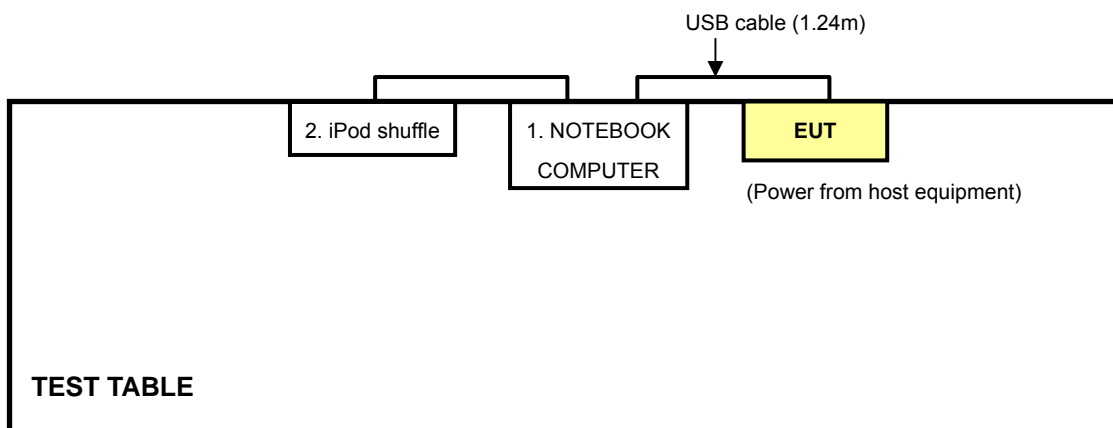 USB cable (1.24m)
2. iPod shuffle
1. NOTEBOOK
COMPUTER
EUT
(Power from host equipment)
TEST TABLE